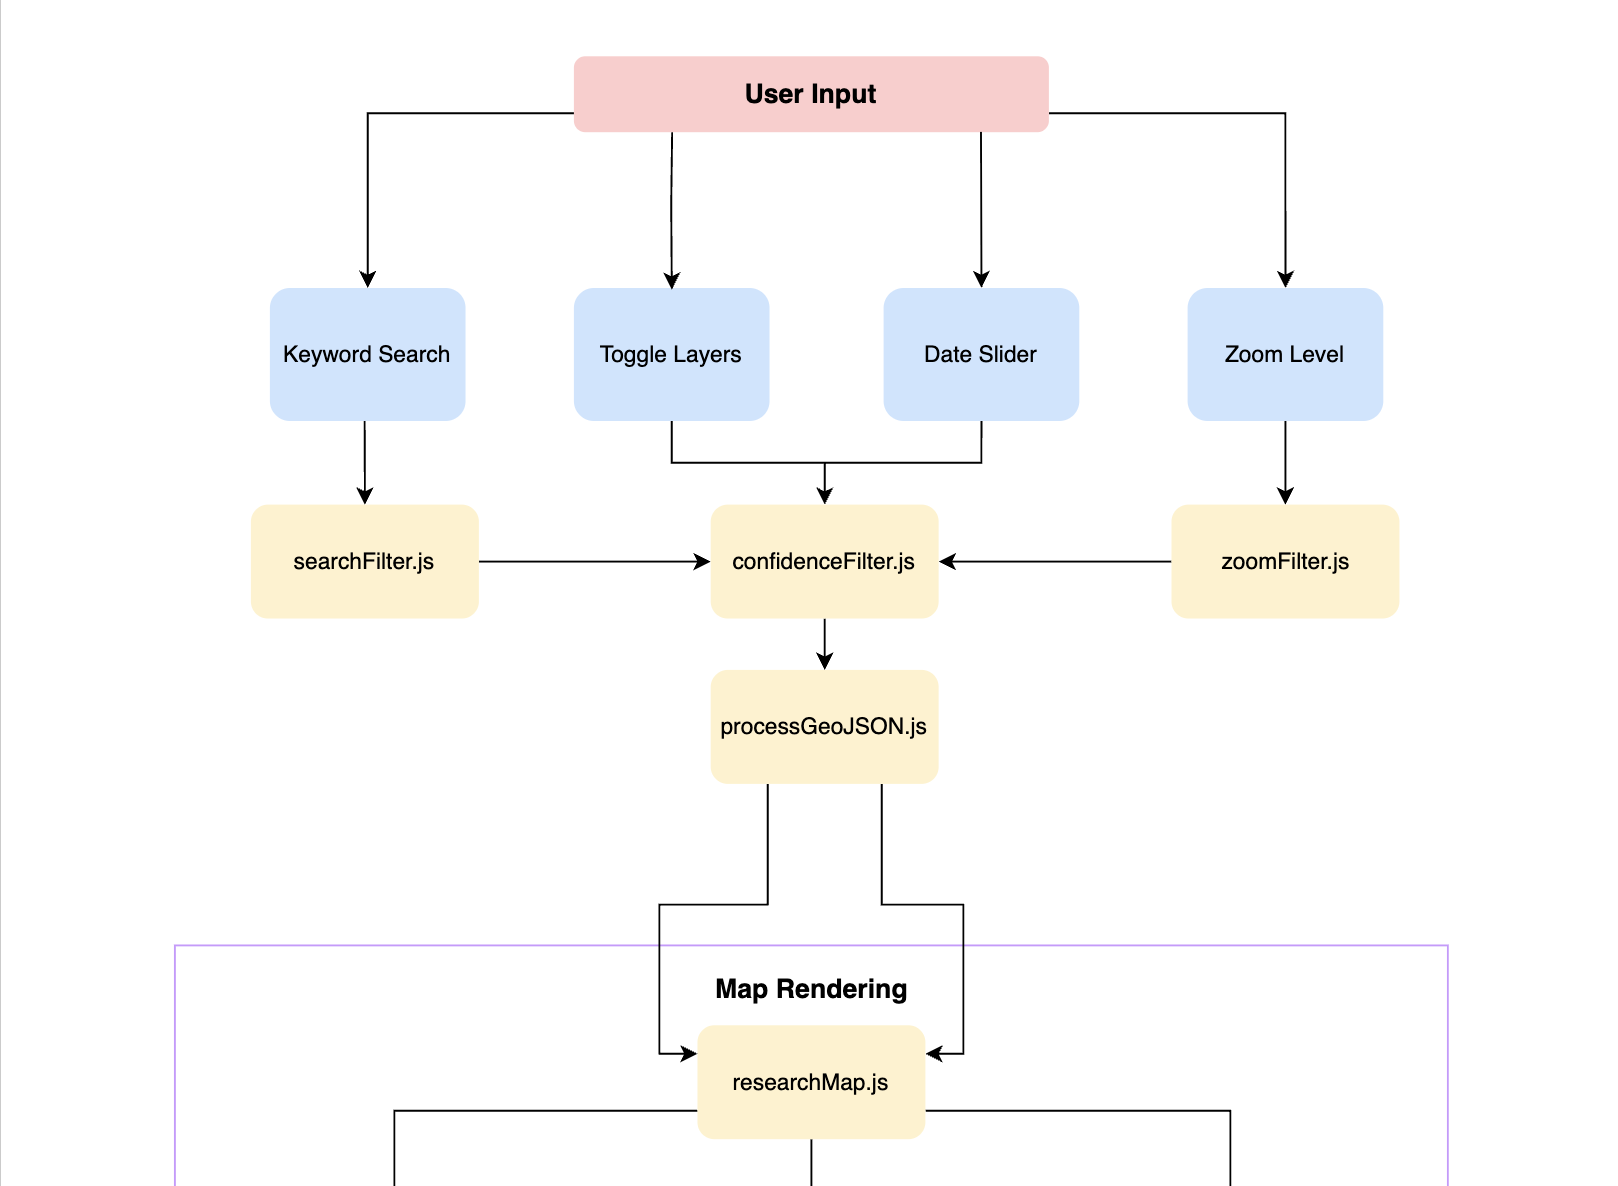 User Input
Keyword Search
Toggle Layers
Date Slider
Zoom Level
searchFilter.js
confidenceFilter.js
zoomFilter.js
processGeoJSON.js
Map Rendering
researchMap.js